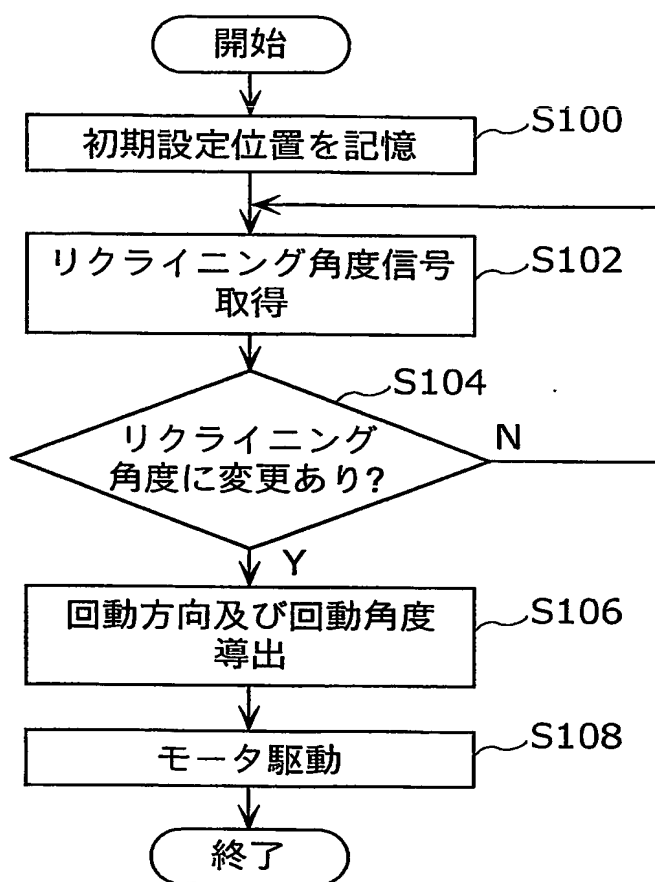 開始
初期設定位置を記憶
S100
リクライニング角度信号
取得
S102
S104
リクライニング
角度に変更あり?
N
Y
回動方向及び回動角度
導出
S106
モータ駆動
S108
終了